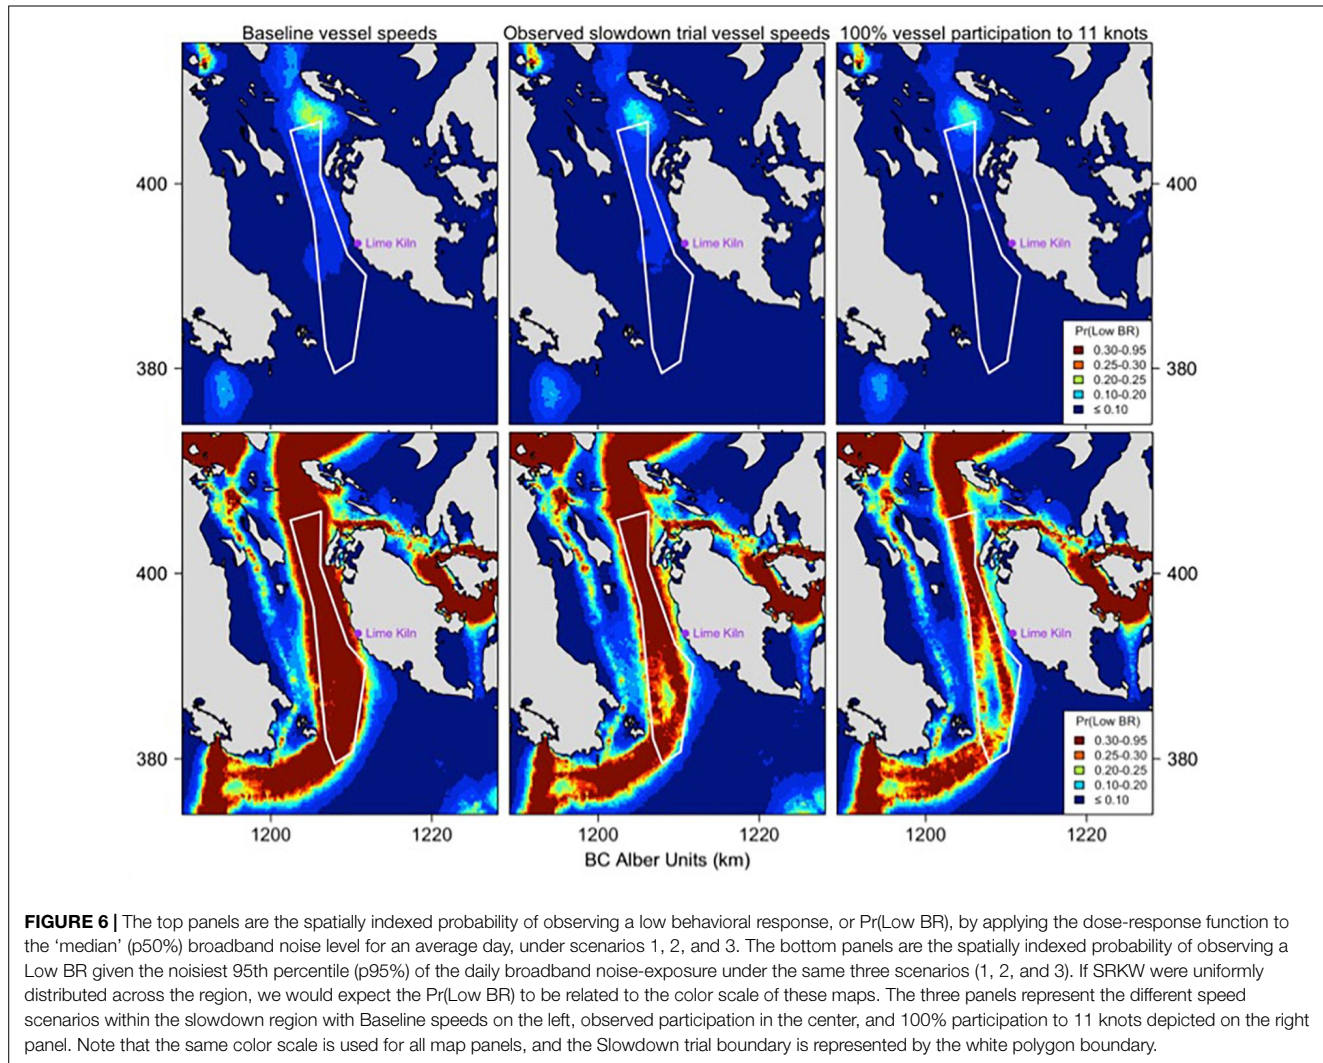 Baseline vessel speeds
Observed slowdown trial vessel speeds
100% vessel participation to 11 knots
400
380
Lime Kiln
Lime Kiln
Lime Kiln
400
380
Pr(Low BR)
0.30-0.95
0.25-0.30
0.20-0.25
0.10-0.20
≤ 0.10
400
380
Lime Kiln
Lime Kiln
Lime Kiln
400
380
Pr(Low BR)
0.30-0.95
0.25-0.30
0.20-0.25
0.10-0.20
≤ 0.10
1200 1220 1200 1220 1200 1220
BC Alber Units (km)
FIGURE 6 | The top panels are the spatially indexed probability of observing a low behavioral response, or Pr(Low BR), by applying the dose-response function to
the ‘median’ (p50%) broadband noise level for an average day, under scenarios 1, 2, and 3. The bottom panels are the spatially indexed probability of observing a
Low BR given the noisiest 95th percentile (p95%) of the daily broadband noise-exposure under the same three scenarios (1, 2, and 3). If SRKW were uniformly
distributed across the region, we would expect the Pr(Low BR) to be related to the color scale of these maps. The three panels represent the different speed
scenarios within the slowdown region with Baseline speeds on the left, observed participation in the center, and 100% participation to 11 knots depicted on the right
panel. Note that the same color scale is used for all map panels, and the Slowdown trial boundary is represented by the white polygon boundary.